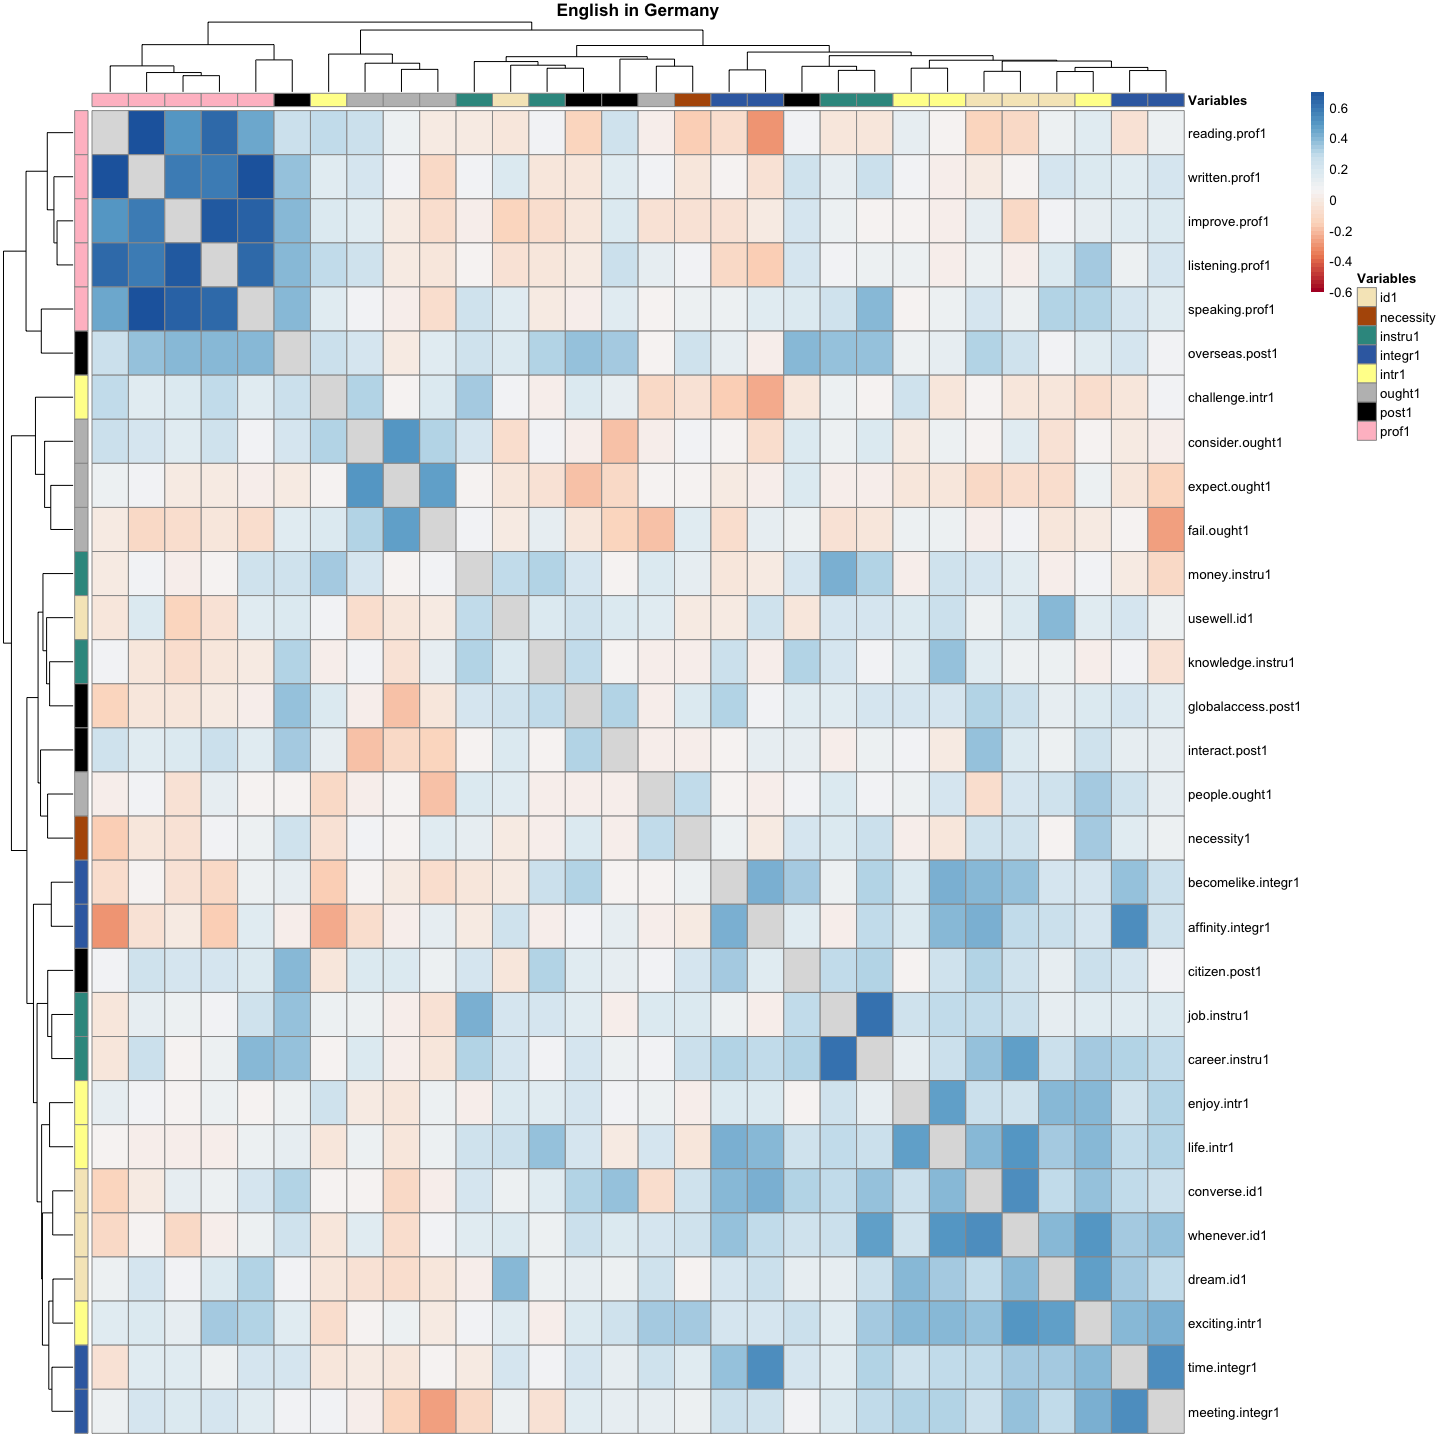 English in Germany
Variables
reading.prof1
written.prof1
improve.prof1
listening.prof1
speaking.prof1
overseas.post1
challenge.intr1
consider.ought1
expect.ought1
fail.ought1
money.instru1
usewell.id1
knowledge.instru1
globalaccess.post1
interact.post1
people.ought1
necessity1
becomelike.integr1
affinity.integr1
citizen.post1
job.instru1
career.instru1
enjoy.intr1
life.intr1
converse.id1
whenever.id1
dream.id1
exciting.intr1
time.integr1
meeting.integr1
0.6
0.4
0.2
0
-0.2
-0.4
-0.6
Variables
id1
necessity
instru1
integr1
intr1
ought1
post1
prof1